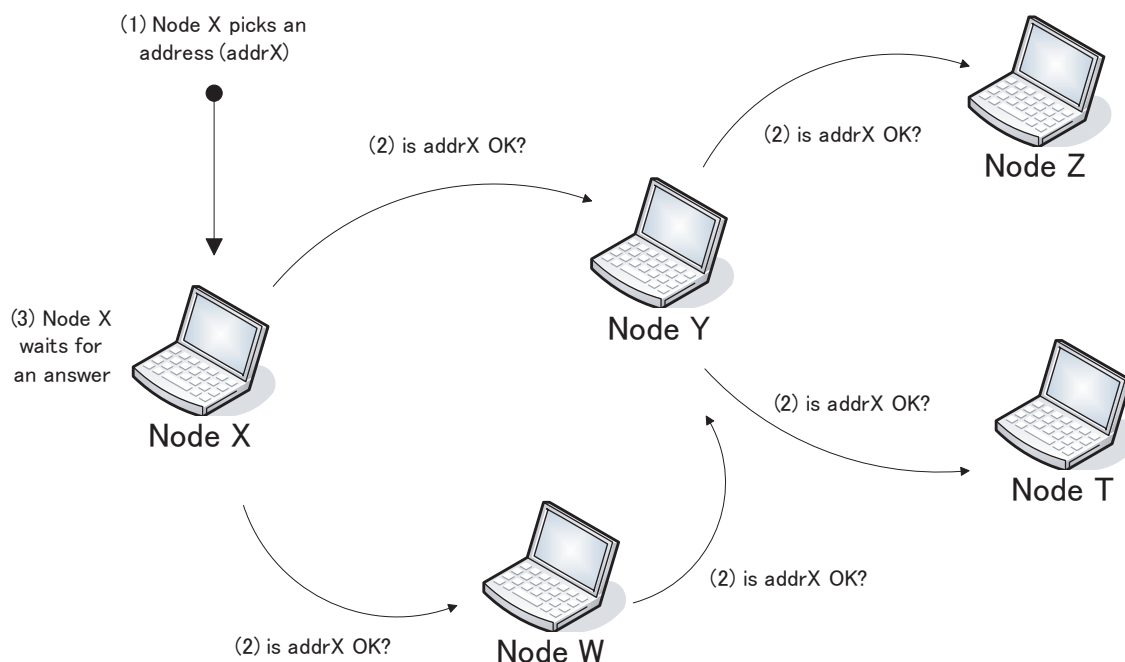 (1) Node X picks an
address (addrX)
(2) is addrX OK?
(2) is addrX OK?
Node Z
Node Y
(3) Node X
waits for
an answer
Node X
(2) is addrX OK?
Node T
(2) is addrX OK?
(2) is addrX OK?
Node W